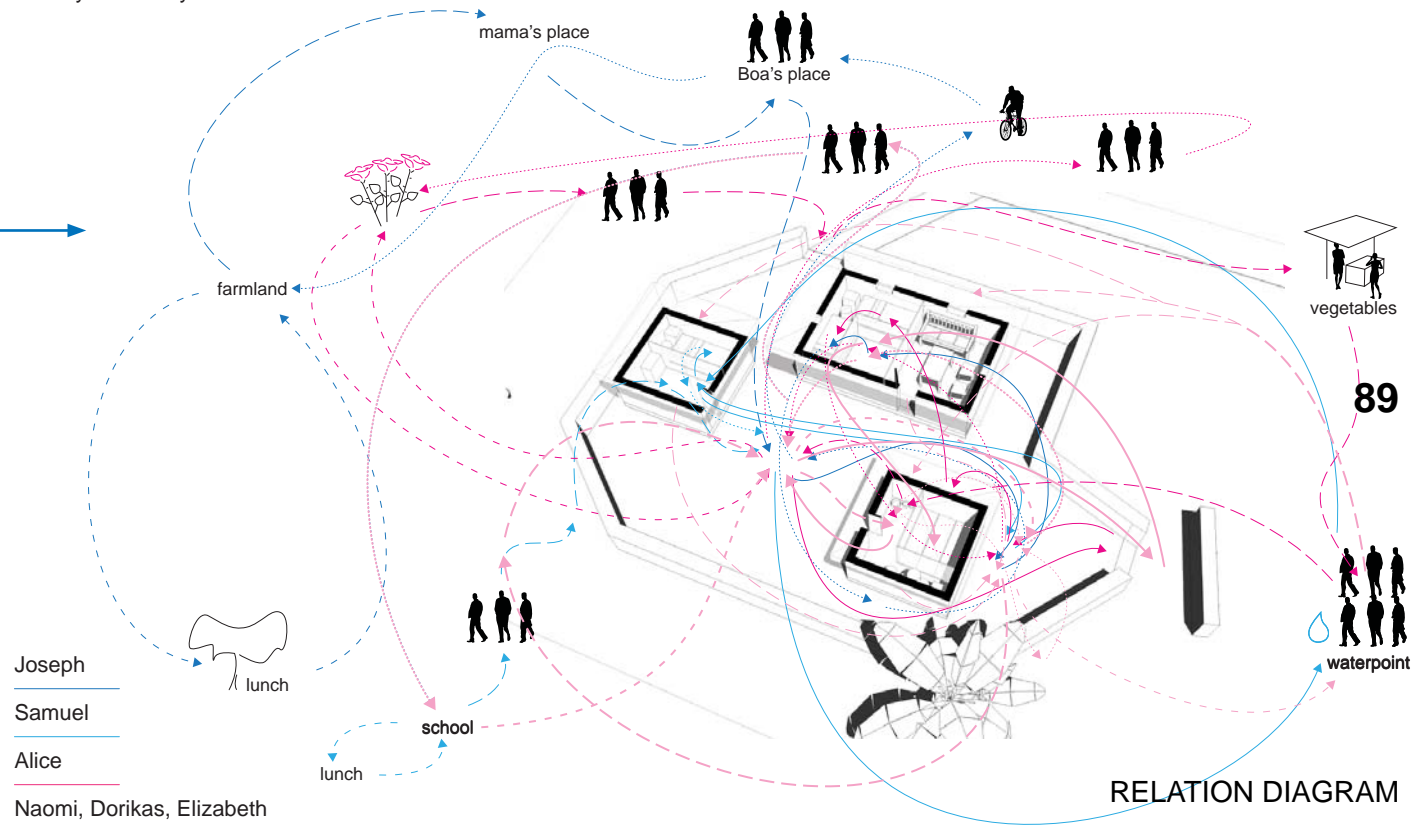 mama's place
Boa's place
farmland
vegetables
89
waterpoint
lunch
school
lunch
Joseph
Samuel
Alice
Naomi, Dorikas, Elizabeth
RELATION DIAGRAM